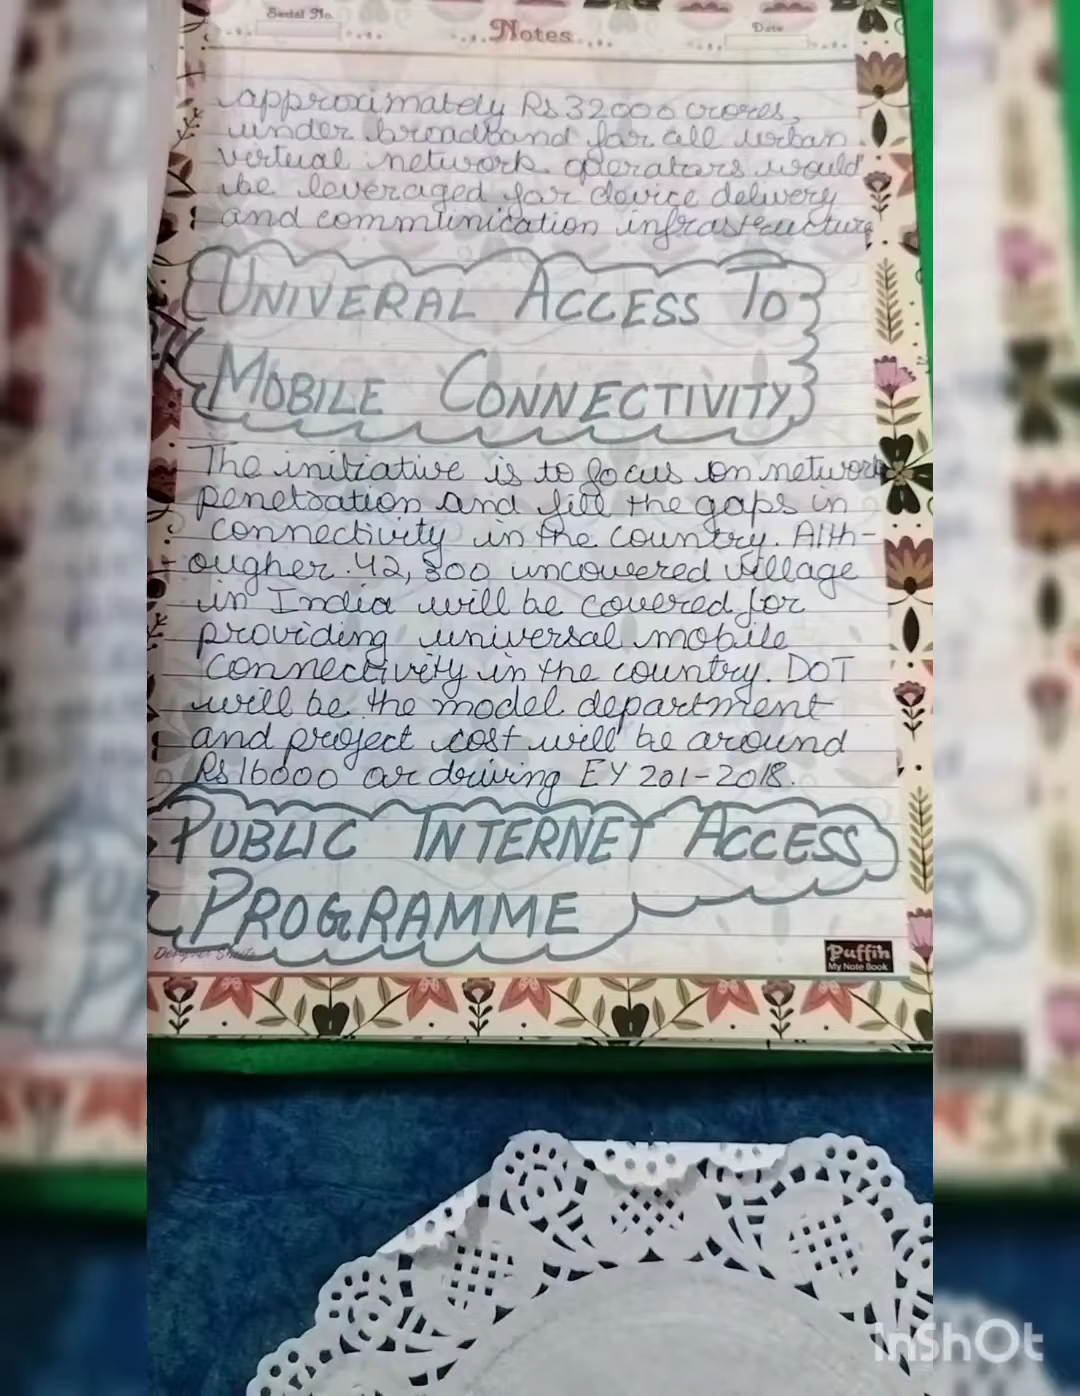 Serial No.
Notes
Date
approximately Rs 32000 crores,
under broadband for all urban.
virtual network operators would
be leveraged for device delivery
and communication infrastructure
UNIVERAL ACCESS TO
MOBILE CONNECTIVITY
The initiative is to focus on network
penetration and fill the gaps in
connectivity in the country. Alth-
ougher 42,300 uncovered village
in India will be covered for
providing universal mobile
connectivity in the country. DOT
will be the model department
and project cost will be around
Rs 16000 ar driving EY 201-2018.
PUBLIC INTERNET ACCESS
PROGRAMME
Puffin
My Note Book
InShOt